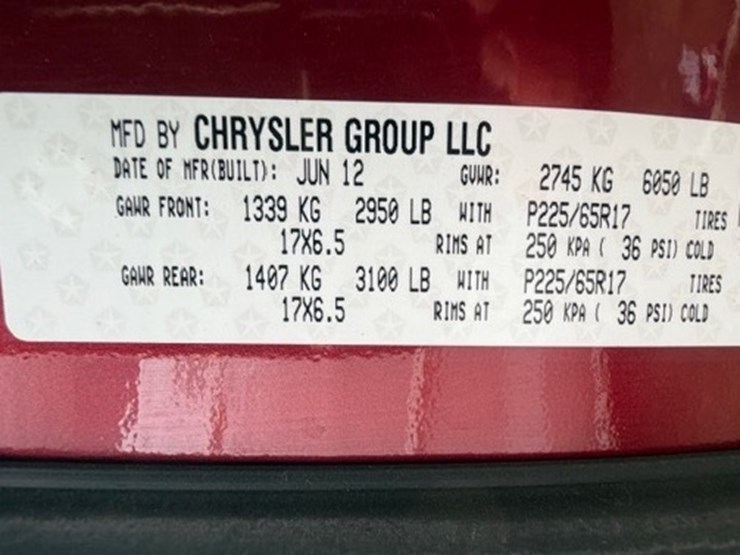 MFD BY CHRYSLER GROUP LLC
DATE OF MFR(BUILT): JUN 12 GVWR: 2745 KG 6050 LB
GAWR FRONT: 1339 KG 2950 LB WITH P225/65R17 TIRES
17X6.5 RIMS AT 250 KPA ( 36 PSI) COLD
GAWR REAR: 1407 KG 3100 LB WITH P225/65R17 TIRES
17X6.5 RIMS AT 250 KPA ( 36 PSI) COLD